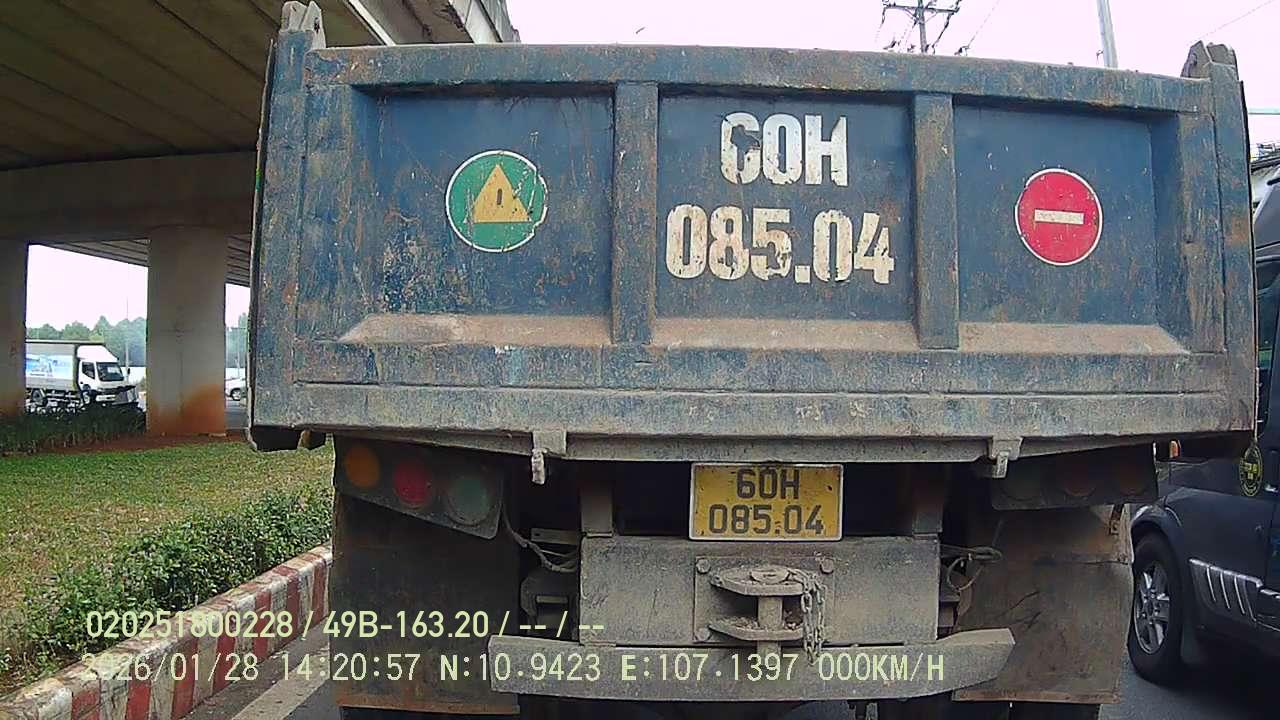 60H
085.04
60H
085.04
020251800228 / 49B-163.20 / -- / --
2026/01/28 14:20:57 N:10.9423 E:107.1397 000KM/H